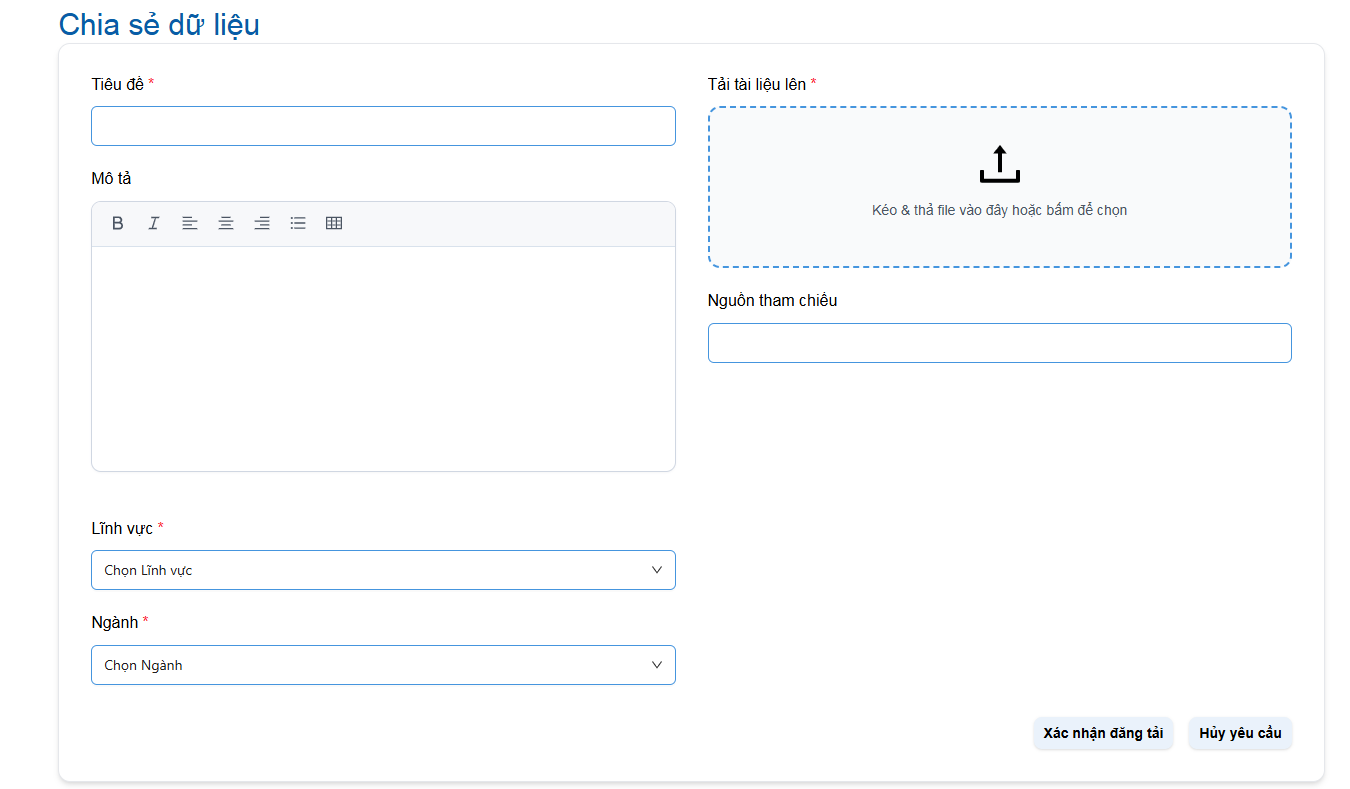 Chia sẻ dữ liệu
Tiêu đề *
Mô tả
B I
Lĩnh vực *
Chọn Lĩnh vực
Ngành *
Chọn Ngành
Tải tài liệu lên *
Kéo & thả file vào đây hoặc bấm để chọn
Nguồn tham chiếu
Xác nhận đăng tải
Hủy yêu cầu